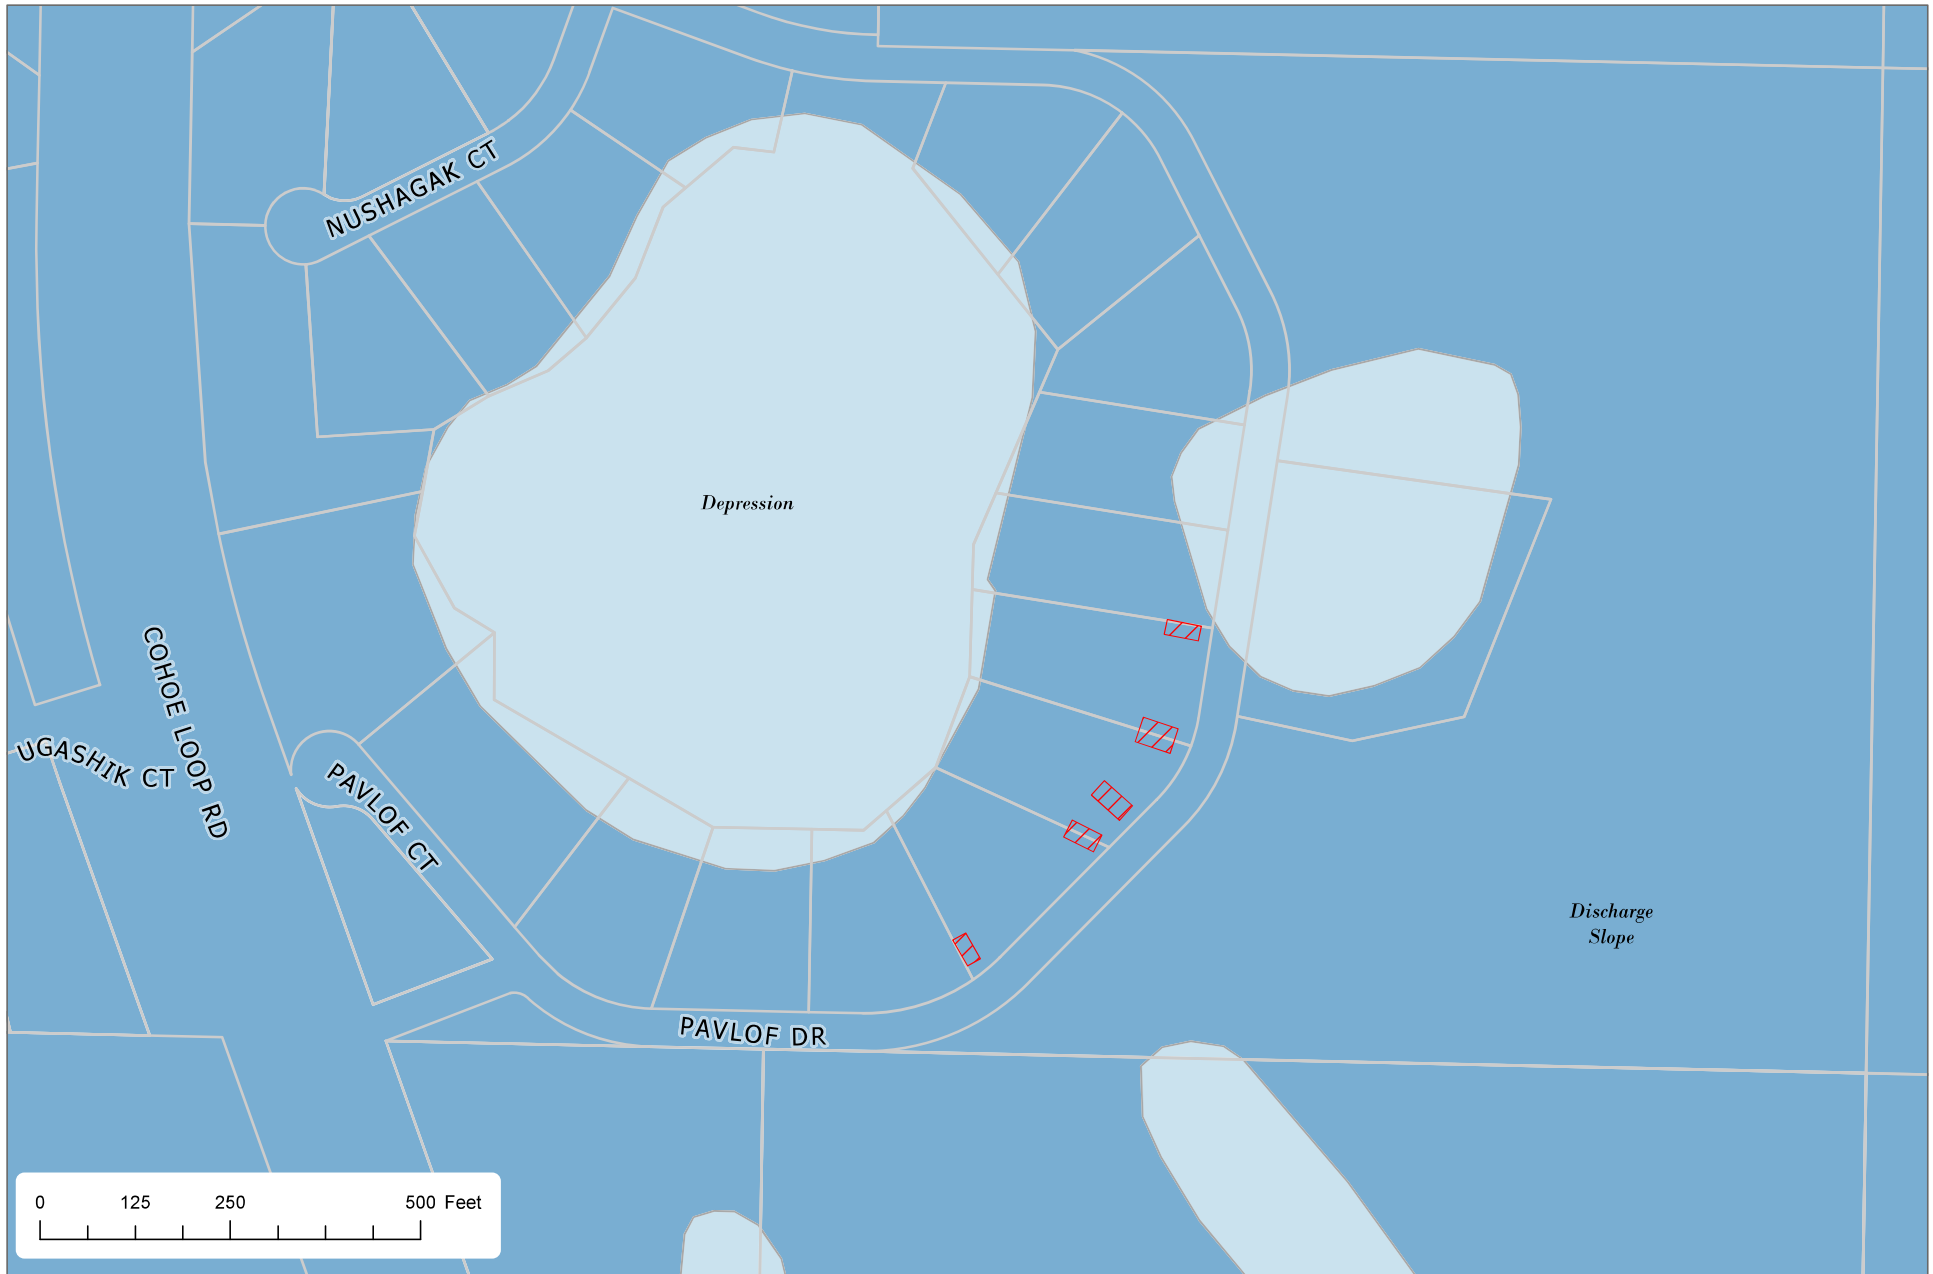 NUSHAGAK CT
Depression
COHOE LOOP RD
UGASHIK CT
PAVLOF CT
Discharge
Slope
PAVLOF DR
0 125 250 500 Feet